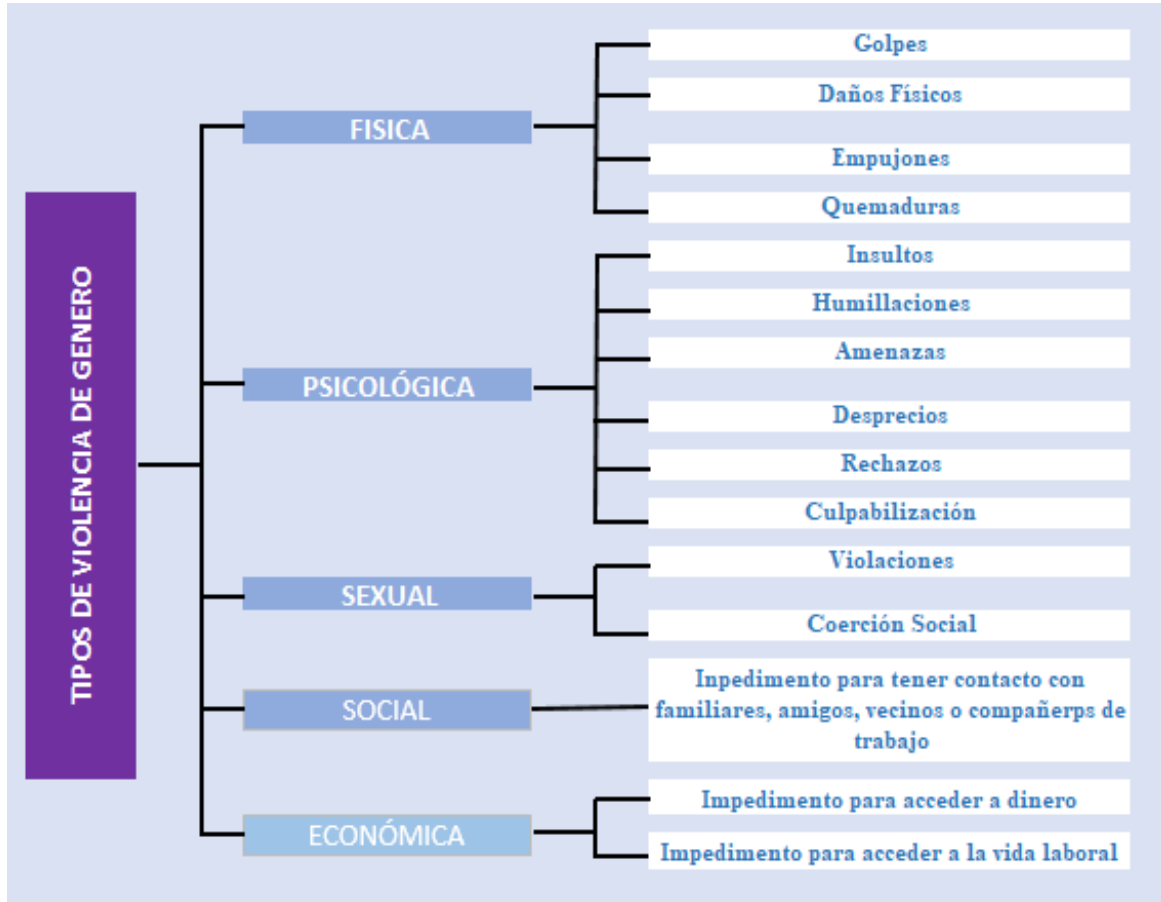 TIPOS DE VIOLENCIA DE GENERO
FISICA
Golpes
Daños Físicos
Empujones
Quemaduras
PSICOLÓGICA
Insultos
Humillaciones
Amenazas
Desprecios
Rechazos
Culpabilización
SEXUAL
Violaciones
Coerción Social
SOCIAL
Inpedimento para tener contacto con
familiares, amigos, vecinos o compañerps de
trabajo
ECONÓMICA
Impedimento para acceder a dinero
Impedimento para acceder a la vida laboral